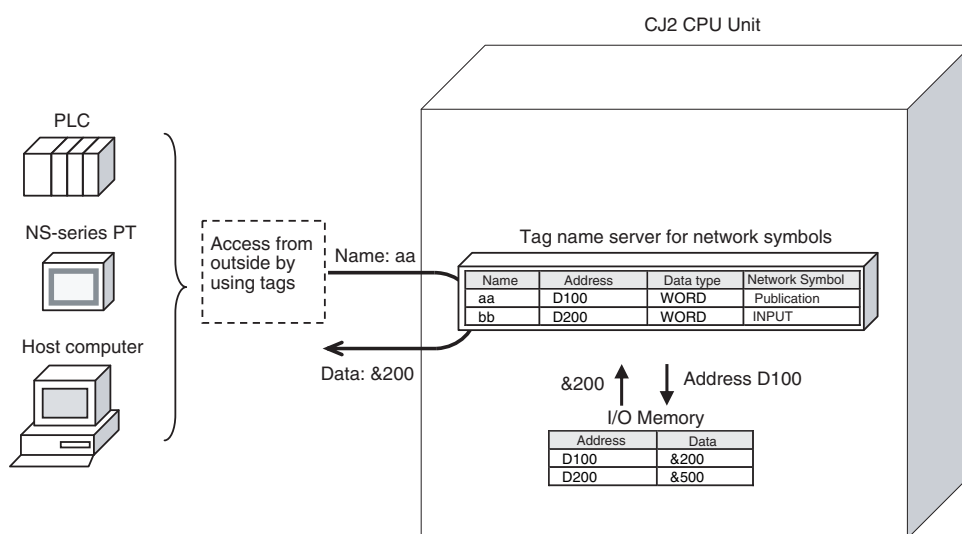 CJ2 CPU Unit
PLC
NS-series PT
Host computer
Access from
outside by
using tags
Name: aa
Data: &200
Tag name server for network symbols
Name Address Data type Network Symbol
aa D100 WORD Publication
bb D200 WORD INPUT
&200
Address D100
I/O Memory
Address Data
D100 &200
D200 &500